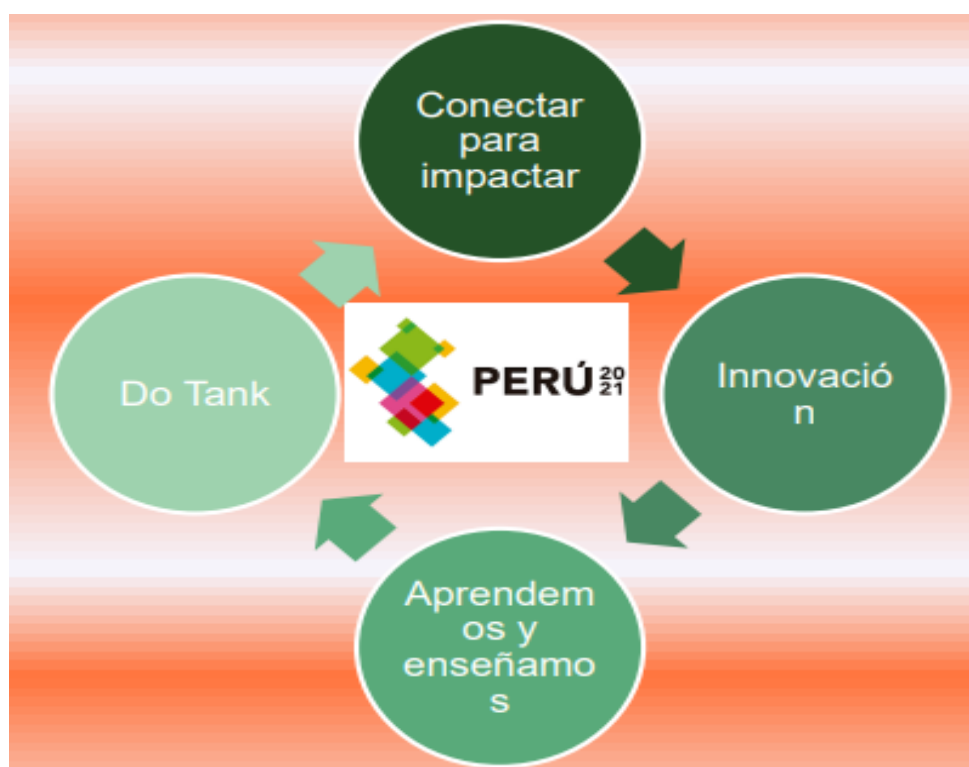 Conectar
para
impactar
Do Tank
PERÚ 20
21
Innovació
n
Aprendem
os y
enseñamo
s